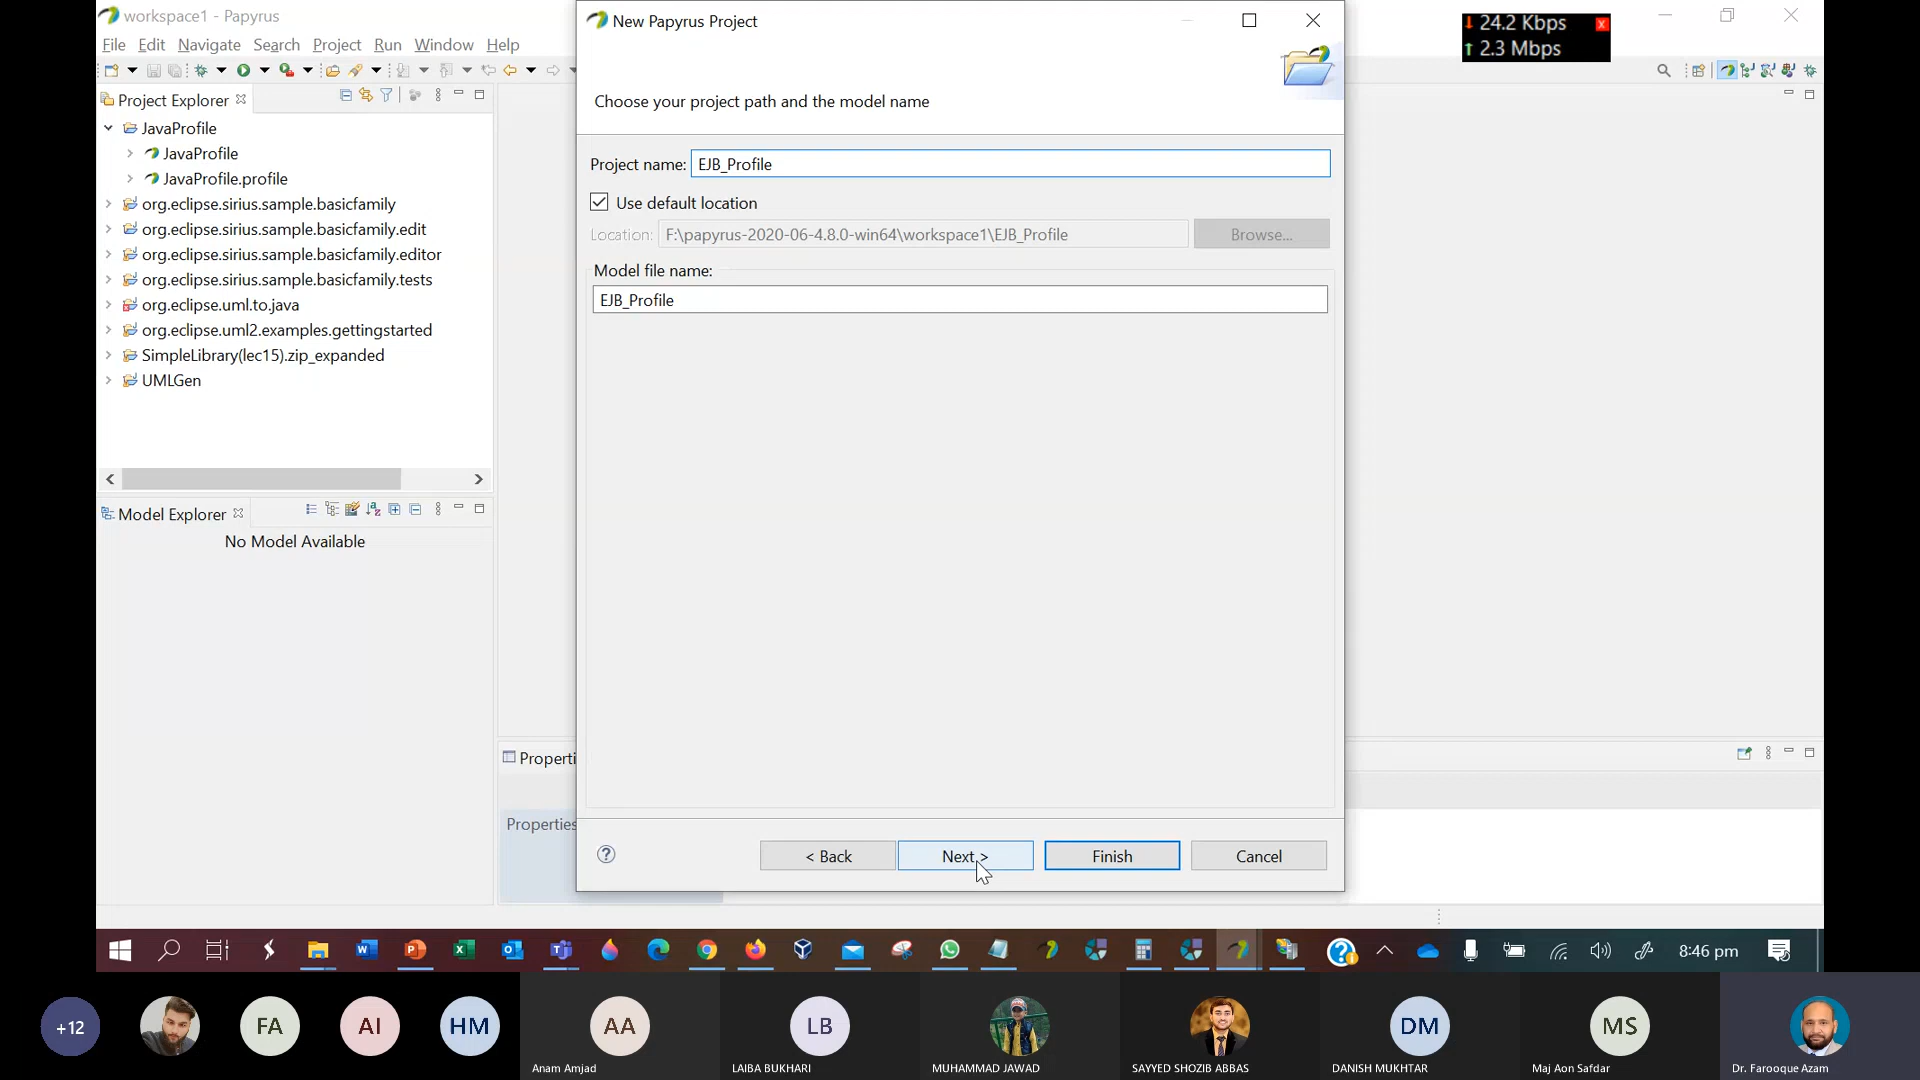 workspace1 - Papyrus
File Edit Navigate Search Project Run Window Help
Project Explorer
JavaProfile
JavaProfile
JavaProfile.profile
org.eclipse.sirius.sample.basicfamily
org.eclipse.sirius.sample.basicfamily.edit
org.eclipse.sirius.sample.basicfamily.editor
org.eclipse.sirius.sample.basicfamily.tests
org.eclipse.uml.to.java
org.eclipse.uml2.examples.gettingstarted
SimpleLibrary(lec15).zip_expanded
UMLGen
Model Explorer
No Model Available
New Papyrus Project
Choose your project path and the model name
Project name: EJB_Profile
Use default location
Location: F:\papyrus-2020-06-4.8.0-win64\workspace1\EJB_Profile Browse...
Model file name:
EJB_Profile
< Back Next > Finish Cancel
Properti
Properties
24.2 Kbps
2.3 Mbps
8:46 pm
+12 FA AI HM AA LB DM MS
Anam Amjad LAIBA BUKHARI MUHAMMAD JAWAD SAYYED SHOZIB ABBAS DANISH MUKHTAR Maj Aon Safdar Dr. Farooque Azam